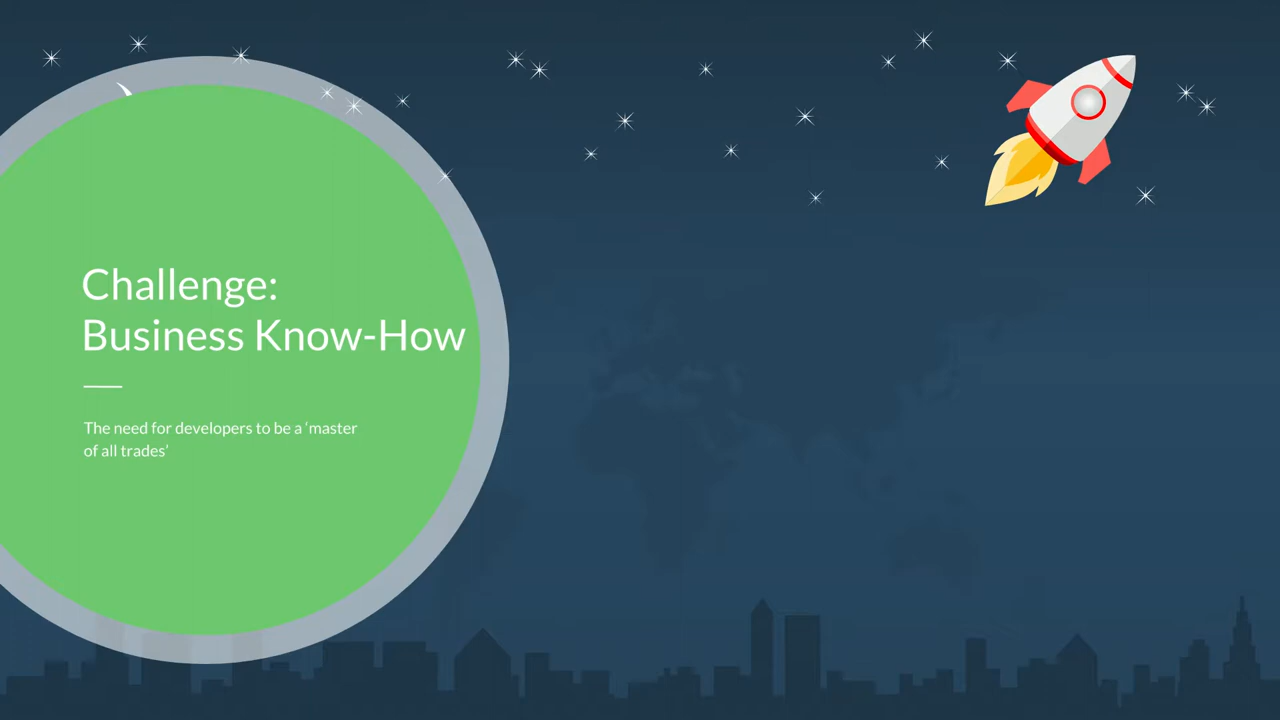 Challenge:
Business Know-How
The need for developers to be a ‘master
of all trades’